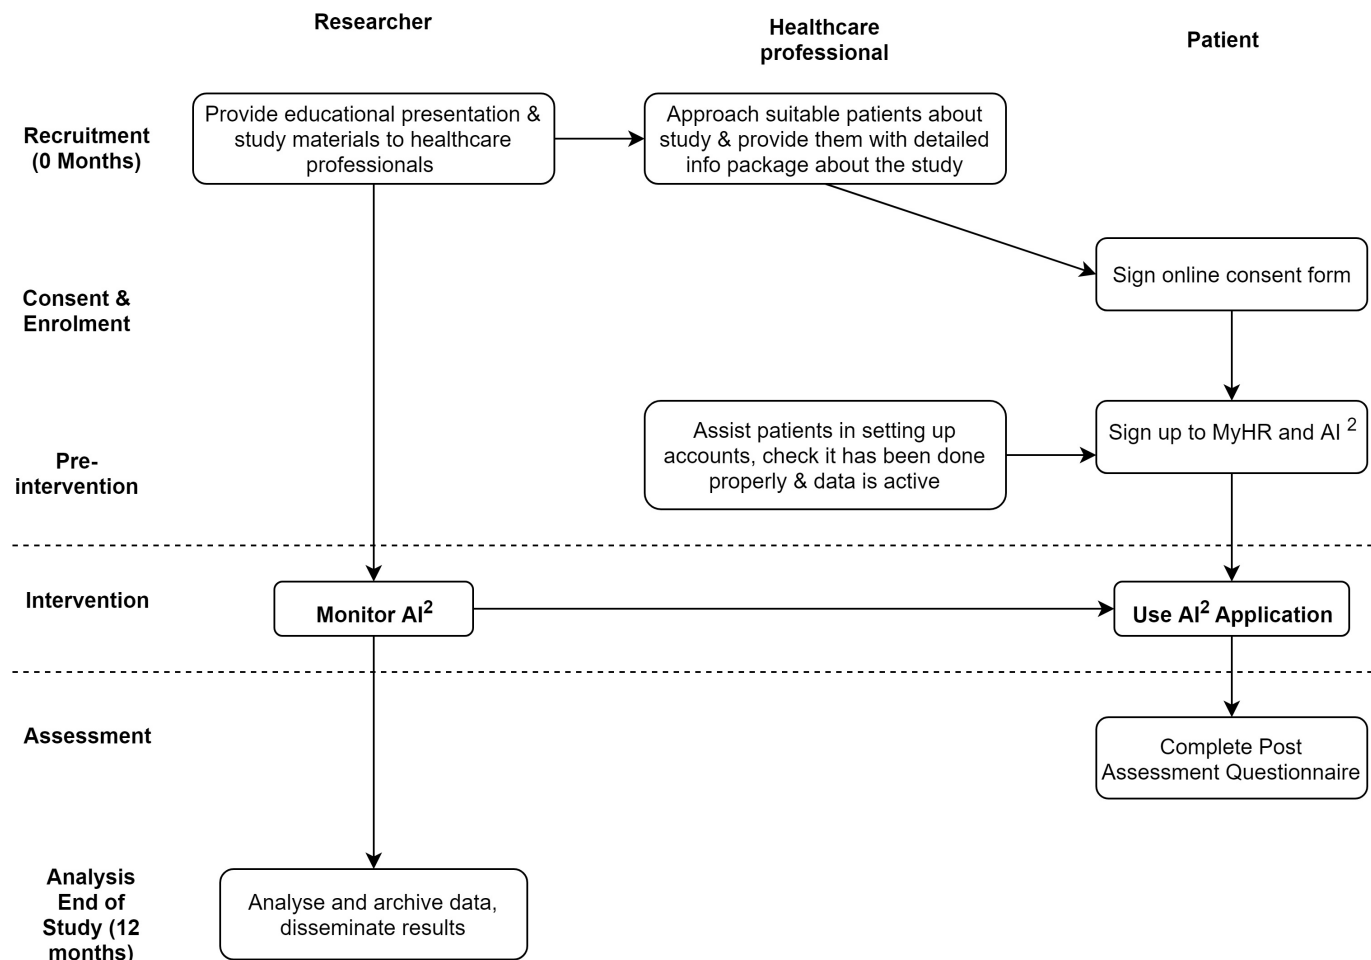 Researcher
Healthcare
professional
Patient
Recruitment
(0 Months)
Provide educational presentation &
study materials to healthcare
professionals
Approach suitable patients about
study & provide them with detailed
info package about the study
Consent &
Enrolment
Sign online consent form
Pre-
intervention
Assist patients in setting up
accounts, check it has been done
properly & data is active
Sign up to MyHR and AI ²
Intervention
Monitor AI²
Use AI² Application
Assessment
Complete Post
Assessment Questionnaire
Analysis
End of
Study (12
months)
Analyse and archive data,
disseminate results